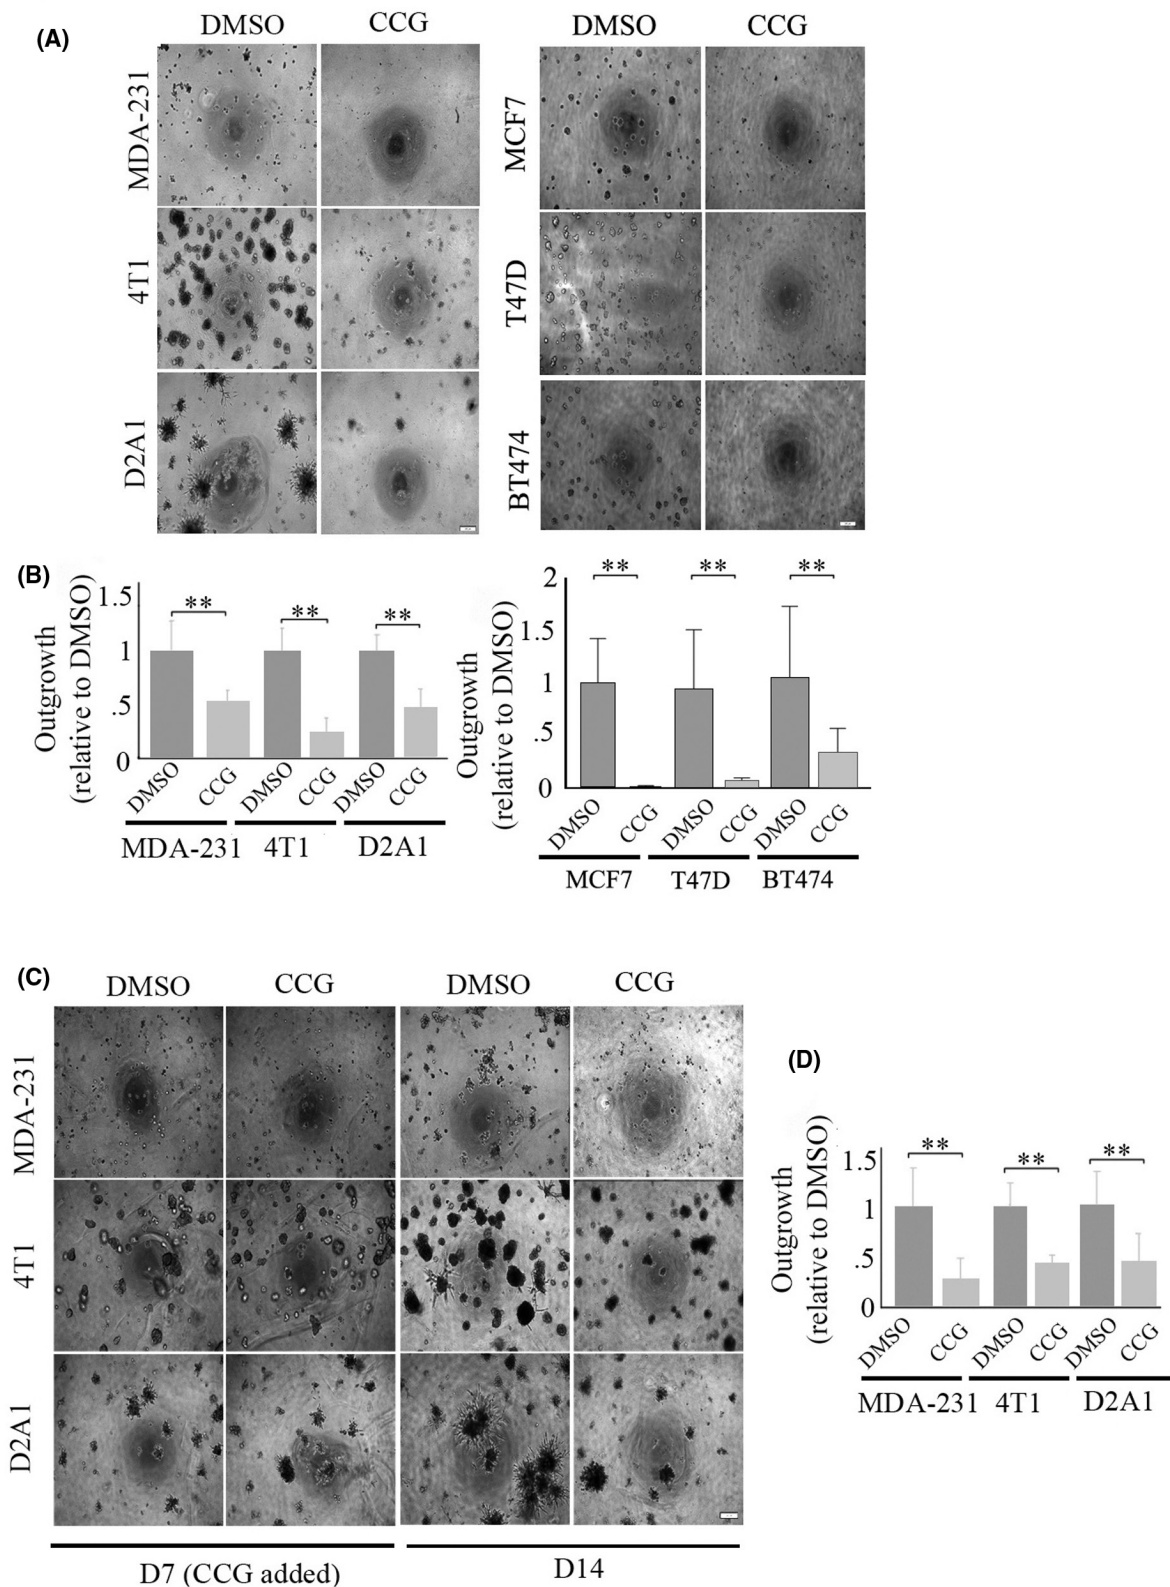 (A)
DMSO CCG
DMSO CCG
MDA-231
4T1
D2A1
MCF7
T47D
BT474
(B)
Outgrowth
(relative to DMSO)
1.5
1
.5
0
** ** **
DMSO CCG DMSO CCG DMSO CCG
MDA-231 4T1 D2A1
Outgrowth
(relative to DMSO)
2
1.5
1
.5
0
** ** **
DMSO CCG DMSO CCG DMSO CCG
MCF7 T47D BT474
(C)
DMSO CCG DMSO CCG
MDA-231
4T1
D2A1
D7 (CCG added) D14
(D)
Outgrowth
(relative to DMSO)
1.5
1
.5
0
** ** **
DMSO CCG DMSO CCG DMSO CCG
MDA-231 4T1 D2A1